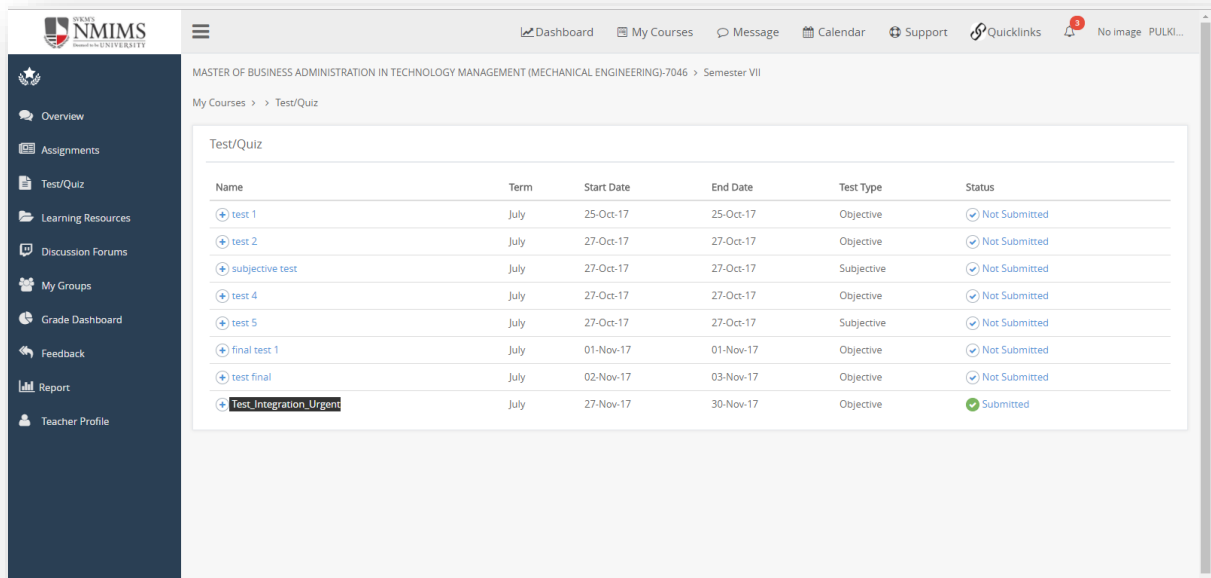 SVKM'S
NMIMS
Deemed to be UNIVERSITY
Dashboard My Courses Message Calendar Support Quicklinks 3 No image PULKI...
MASTER OF BUSINESS ADMINISTRATION IN TECHNOLOGY MANAGEMENT (MECHANICAL ENGINEERING)-7046 > Semester VII
My Courses > > Test/Quiz
Overview
Assignments
Test/Quiz
Learning Resources
Discussion Forums
My Groups
Grade Dashboard
Feedback
Report
Teacher Profile
Test/Quiz
Name Term Start Date End Date Test Type Status
test 1 July 25-Oct-17 25-Oct-17 Objective Not Submitted
test 2 July 27-Oct-17 27-Oct-17 Objective Not Submitted
subjective test July 27-Oct-17 27-Oct-17 Subjective Not Submitted
test 4 July 27-Oct-17 27-Oct-17 Objective Not Submitted
test 5 July 27-Oct-17 27-Oct-17 Subjective Not Submitted
final test 1 July 01-Nov-17 01-Nov-17 Objective Not Submitted
test final July 02-Nov-17 03-Nov-17 Objective Not Submitted
Test_Integration_Urgent July 27-Nov-17 30-Nov-17 Objective Submitted